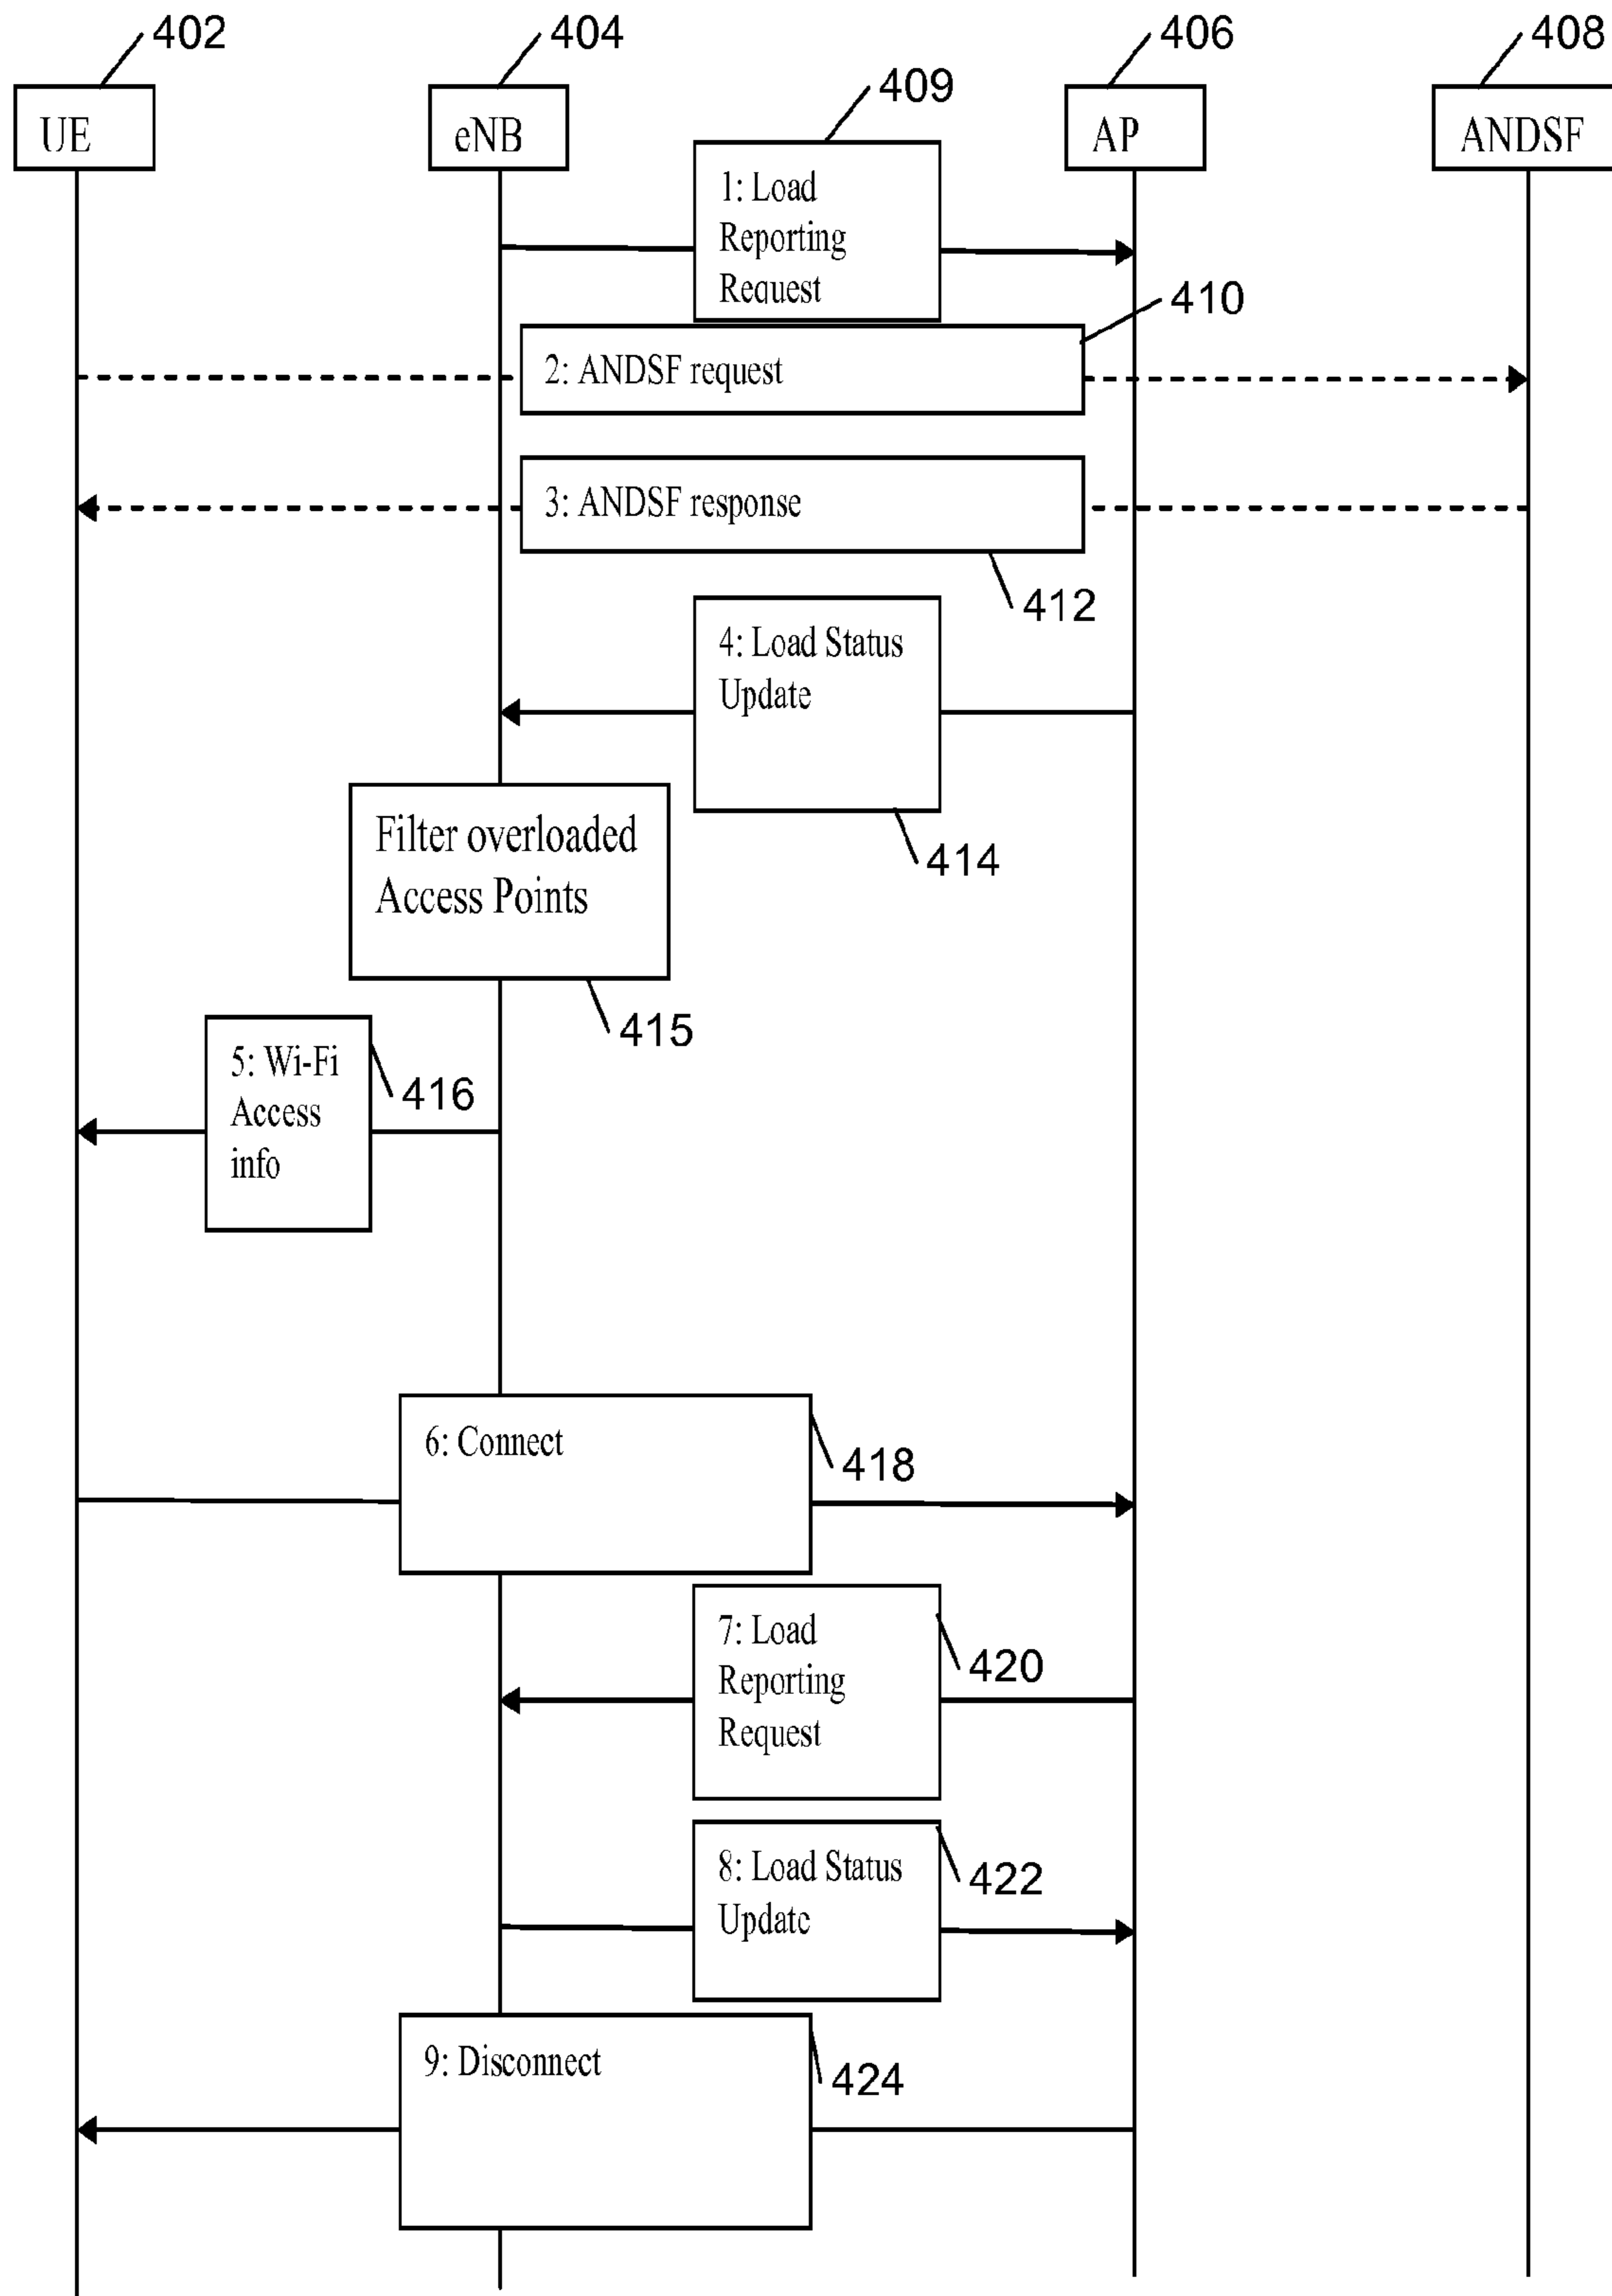 402
404
406
408
UE
eNB
AP
ANDSF
409
1: Load
Reporting
Request
410
2: ANDSF request
3: ANDSF response
412
4: Load Status
Update
414
Filter overloaded
Access Points
415
5: Wi-Fi
Access
info
416
6: Connect
418
7: Load
Reporting
Request
420
8: Load Status
Update
422
9: Disconnect
424